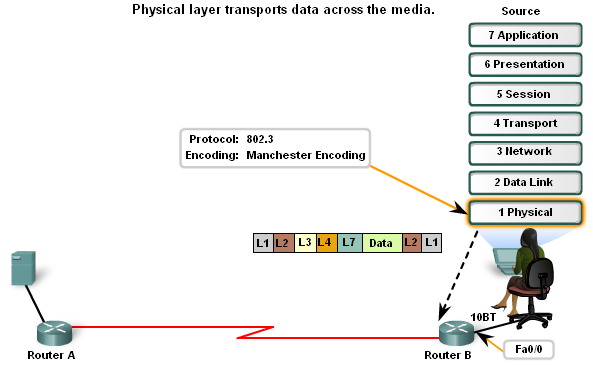 Physical layer transports data across the media.
Source
7 Application
6 Presentation
5 Session
4 Transport
3 Network
2 Data Link
1 Physical
Protocol: 802.3
Encoding: Manchester Encoding
L1 L2 L3 L4 L7 Data L2 L1
10BT
Router A
Router B
Fa0/0